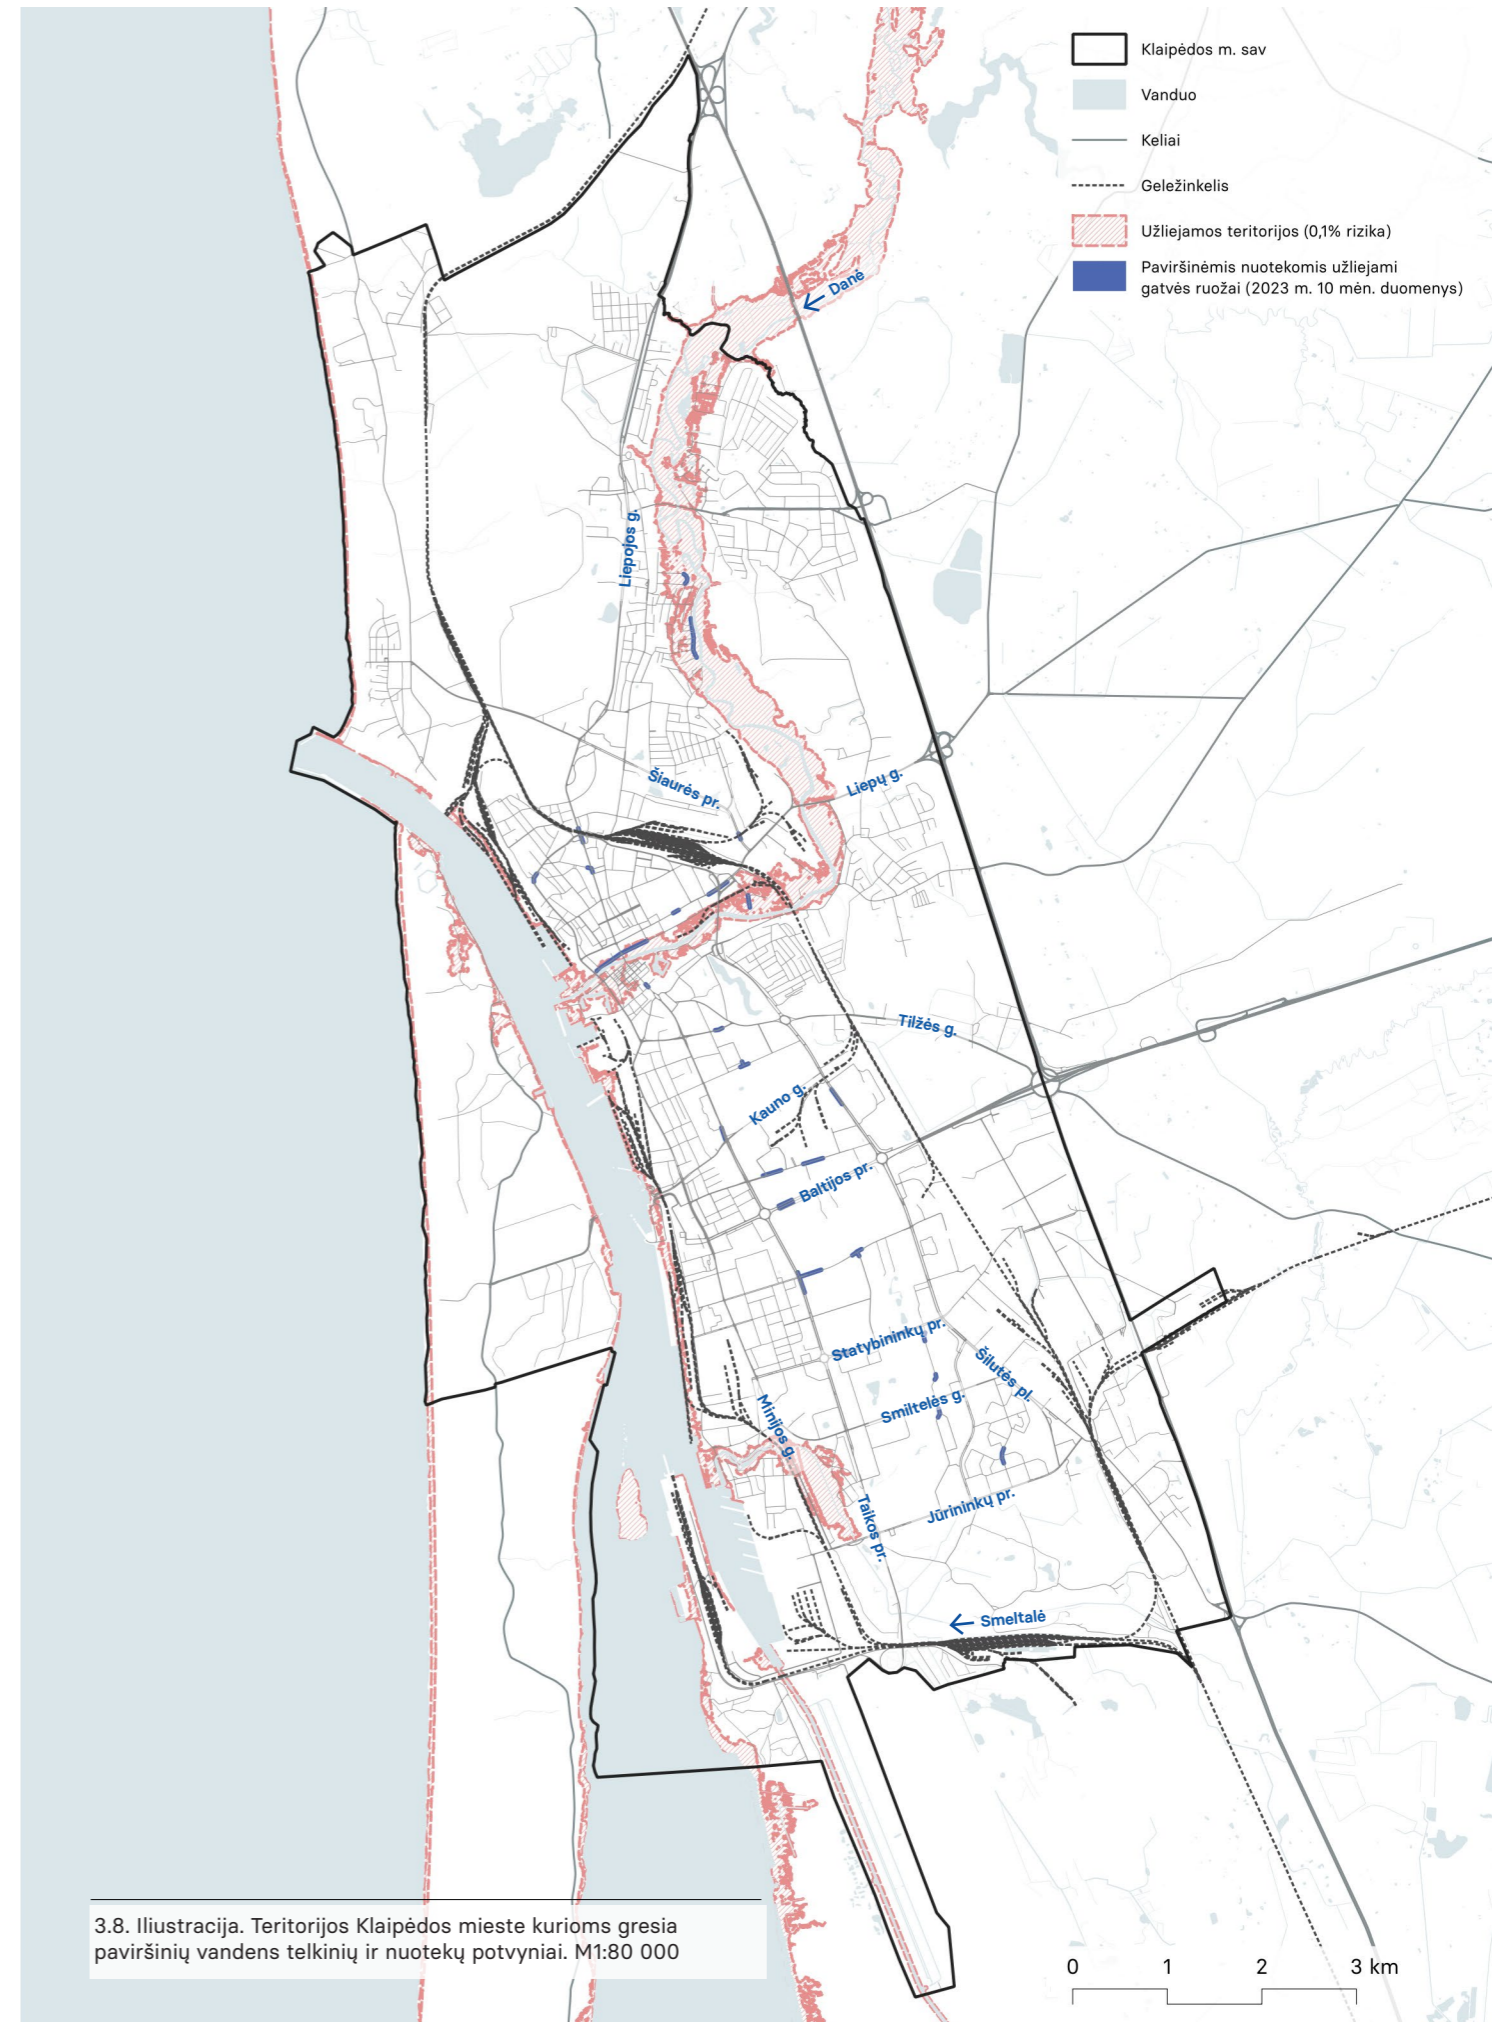 Klaipėdos m. sav
Vanduo
Keliai
Geležinkelis
Užliejamos teritorijos (0,1% rizika)
Paviršinėmis nuotekomis užliejami
gatvės ruožai (2023 m. 10 mėn. duomenys)
Danė
Liepojos g.
Šiaurės pr.
Liepų g.
Tilžės g.
Kauno g.
Baltijos pr.
Statybininkų pr.
Šilutės pl.
Smiltelės g.
Minijos g.
Taikos pr.
Jūrininkų pr.
Smeltalė
3.8. Iliustracija. Teritorijos Klaipėdos mieste kurioms gresia
paviršinių vandens telkinių ir nuotekų potvyniai. M1:80 000
0 1 2 3 km